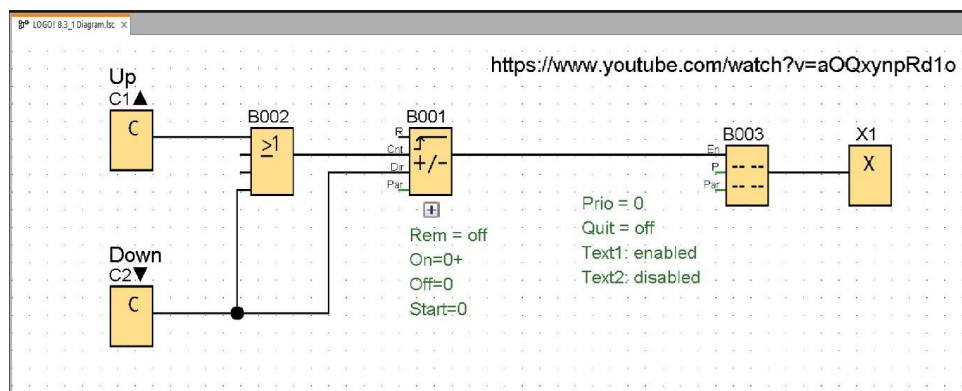 LOGO! 8.3_1 Diagram.lsc ×
https://www.youtube.com/watch?v=aOQxynpRd1o
Up
C1▲
C
B002
≥1
B001
R
Cnt
Dir
Par
+/-
B003
En
P
Par
X1
X
Rem = off
On=0+
Off=0
Start=0
Prio = 0
Quit = off
Text1: enabled
Text2: disabled
Down
C2▼
C